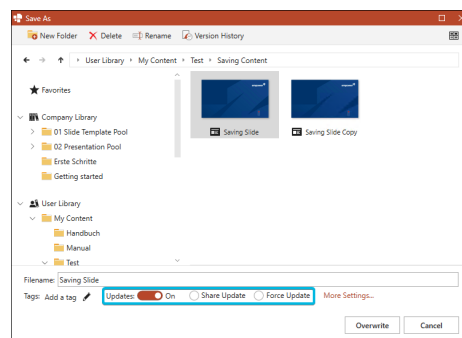 Save As
New Folder Delete Rename Version History
User Library My Content Test Saving Content
Favorites
Company Library
01 Slide Template Pool
02 Presentation Pool
Erste Schritte
Getting started
User Library
My Content
Handbuch
Manual
Test
Saving Slide Saving Slide Copy
Filename: Saving Slide
Tags: Add a tag Updates: On Share Update Force Update More Settings...
Overwrite Cancel